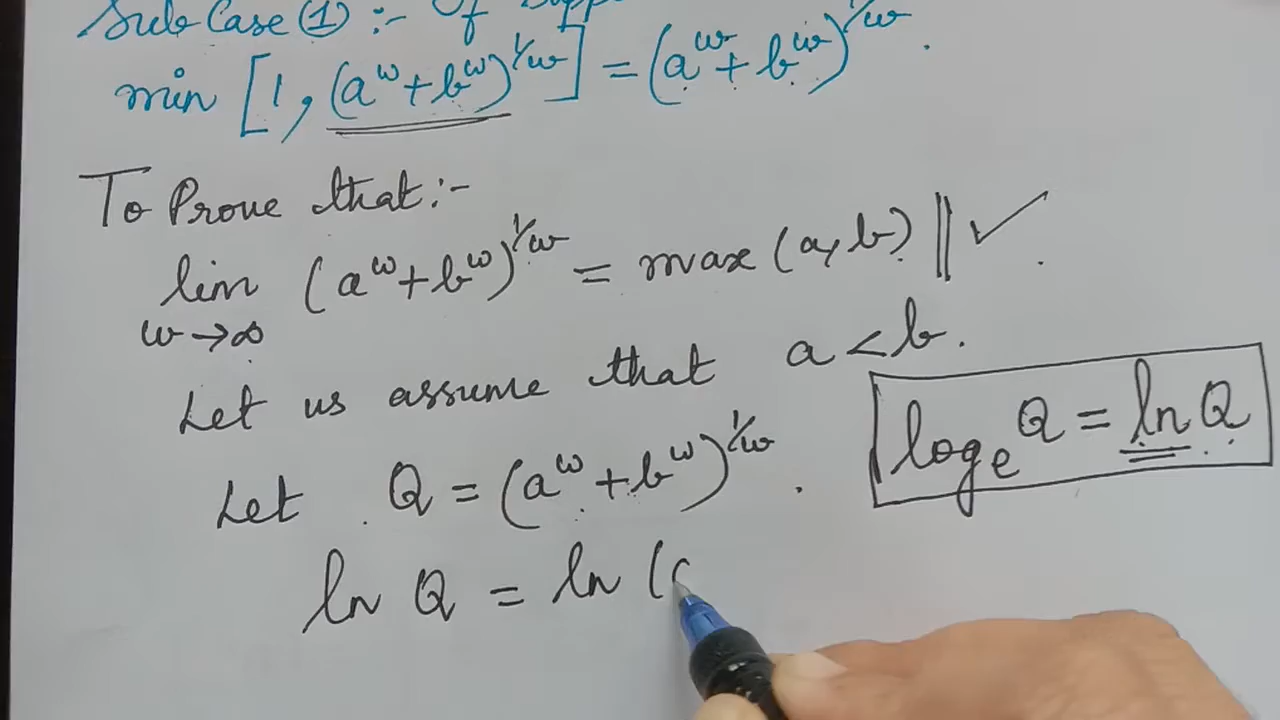 Sub Case ①:- If supp
min [1, (a^w + b^w)^1/w] = (a^w + b^w)^1/w.
To Prove that:-
lim (a^w + b^w)^1/w = max (a, b) || ✓.
w → ∞
Let us assume that a < b.
Let Q = (a^w + b^w)^1/w.
log_e Q = ln Q
ln Q = ln (